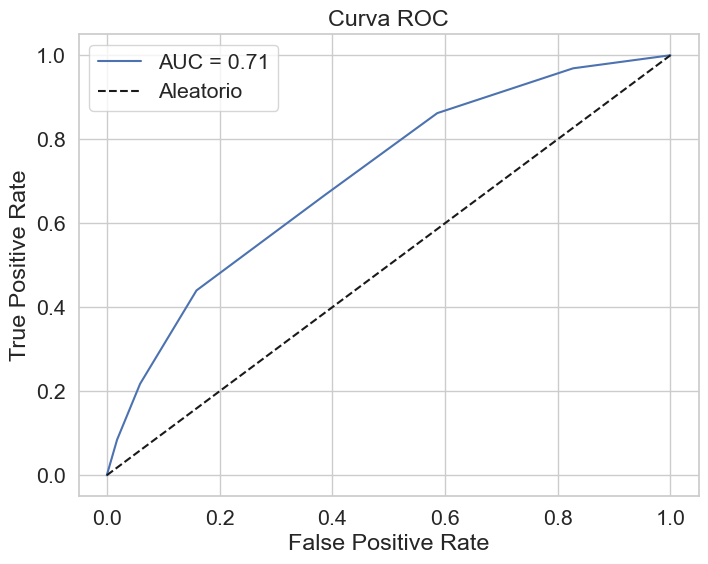 Curva ROC
AUC = 0.71
Aleatorio
True Positive Rate
1.0
0.8
0.6
0.4
0.2
0.0
0.0 0.2 0.4 0.6 0.8 1.0
False Positive Rate